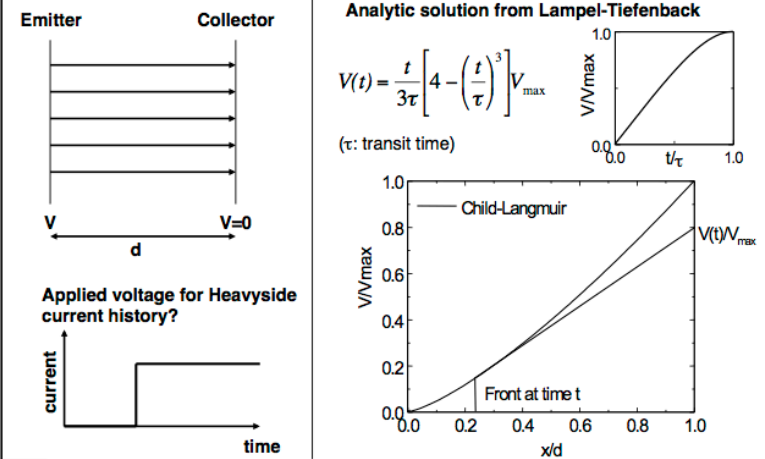 Emitter Collector
V V=0
d
Applied voltage for Heavyside
current history?
current
time
Analytic solution from Lampel-Tiefenback
V(t) = t/3τ [4 − (t/τ)³] Vmax
(τ: transit time)
V/Vmax
1.0
0.0
0.0 t/τ 1.0
V/Vmax
1.0
0.8
0.6
0.4
0.2
0.0
Child-Langmuir
V(t)/Vmax
Front at time t
0.0 0.2 0.4 0.6 0.8 1.0
x/d